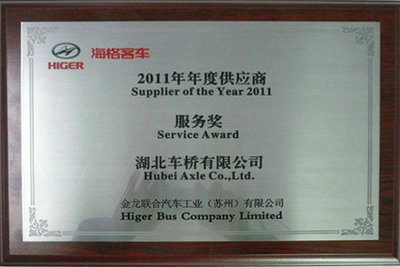 HIGER 海格客车
2011年年度供应商
Supplier of the Year 2011
服务奖
Service Award
湖北车桥有限公司
Hubei Axle Co.,Ltd.
金龙联合汽车工业（苏州）有限公司
Higer Bus Company Limited